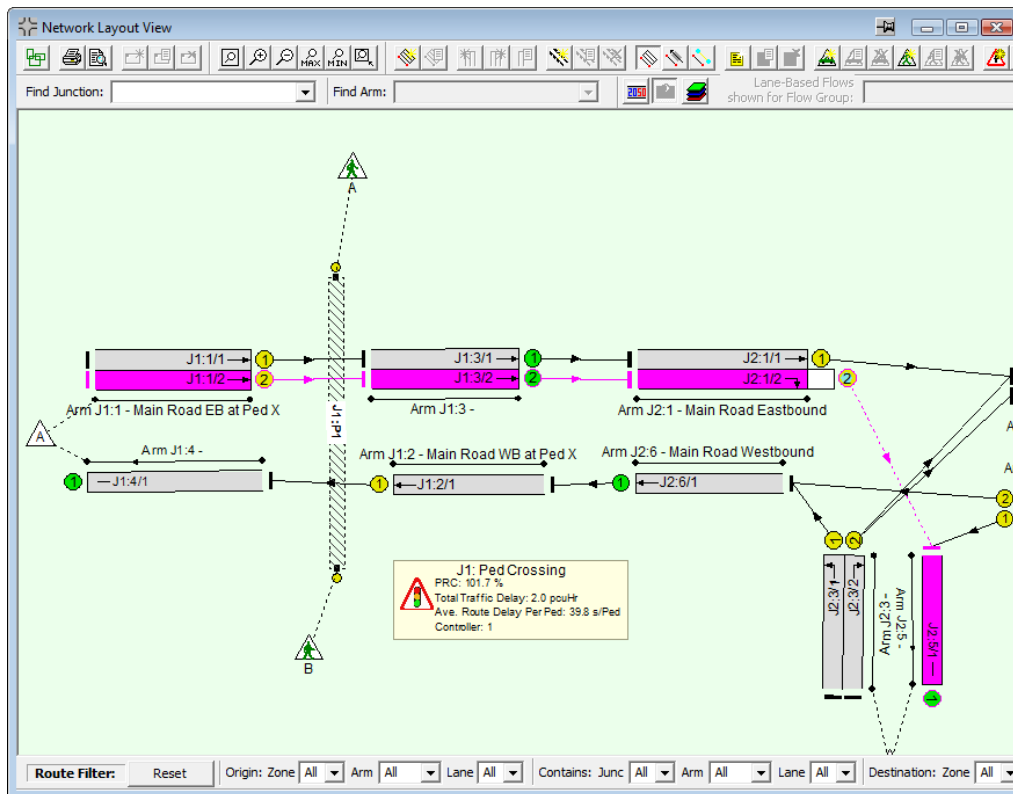 Network Layout View
MAX MIN
Find Junction: Find Arm: 2050 Lane-Based Flows
shown for Flow Group:
A
J1:1/1 1 J1:3/1 1 J2:1/1 1
J1:1/2 2 J1:3/2 2 J2:1/2 2
Arm J1:1 - Main Road EB at Ped X Arm J1:3 - Arm J2:1 - Main Road Eastbound
J1:P1
A
Arm J1:4 - Arm J1:2 - Main Road WB at Ped X Arm J2:6 - Main Road Westbound
1 J1:4/1 1 J1:2/1 1 J2:6/1 2
1
1 2
J1: Ped Crossing
PRC: 101.7 %
Total Traffic Delay: 2.0 pcuHr
Ave. Route Delay Per Ped: 39.8 s/Ped
Controller: 1
J2:3/1 J2:3/2 Arm J2:3 - Arm J2:5 - J2:5/1
B
1
Route Filter: Reset Origin: Zone All Arm All Lane All Contains: Junc All Arm All Lane All Destination: Zone All